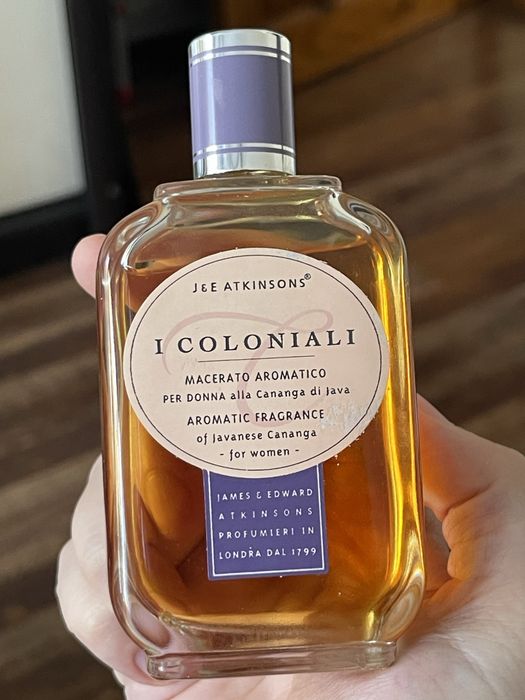 J&E ATKINSONS®
I COLONIALI
MACERATO AROMATICO
PER DONNA alla Cananga di Java
AROMATIC FRAGRANCE
of Javanese Cananga
- for women -
JAMES & EDWARD
ATKINSONS
PROFUMIERI IN
LONDRA DAL 1799